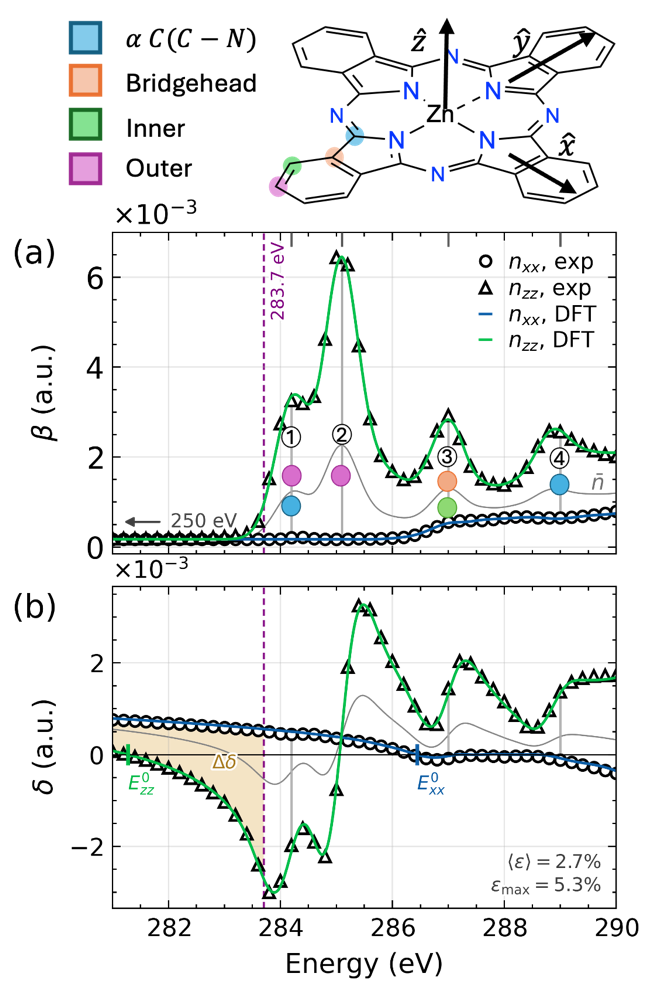 α C(C − N)
Bridgehead
Inner
Outer
ẑ
ŷ
x̂
N
N
N
N
Zn
N
N
N
N
×10⁻³
(a)
283.7 eV
n_xx, exp
n_zz, exp
n_xx, DFT
n_zz, DFT
6
4
2
0
β (a.u.)
1
2
3
4
n̄
← 250 eV
×10⁻³
(b)
2
0
−2
δ (a.u.)
Δδ
E⁰_zz
E⁰_xx
⟨ε⟩ = 2.7%
ε_max = 5.3%
282
284
286
288
290
Energy (eV)